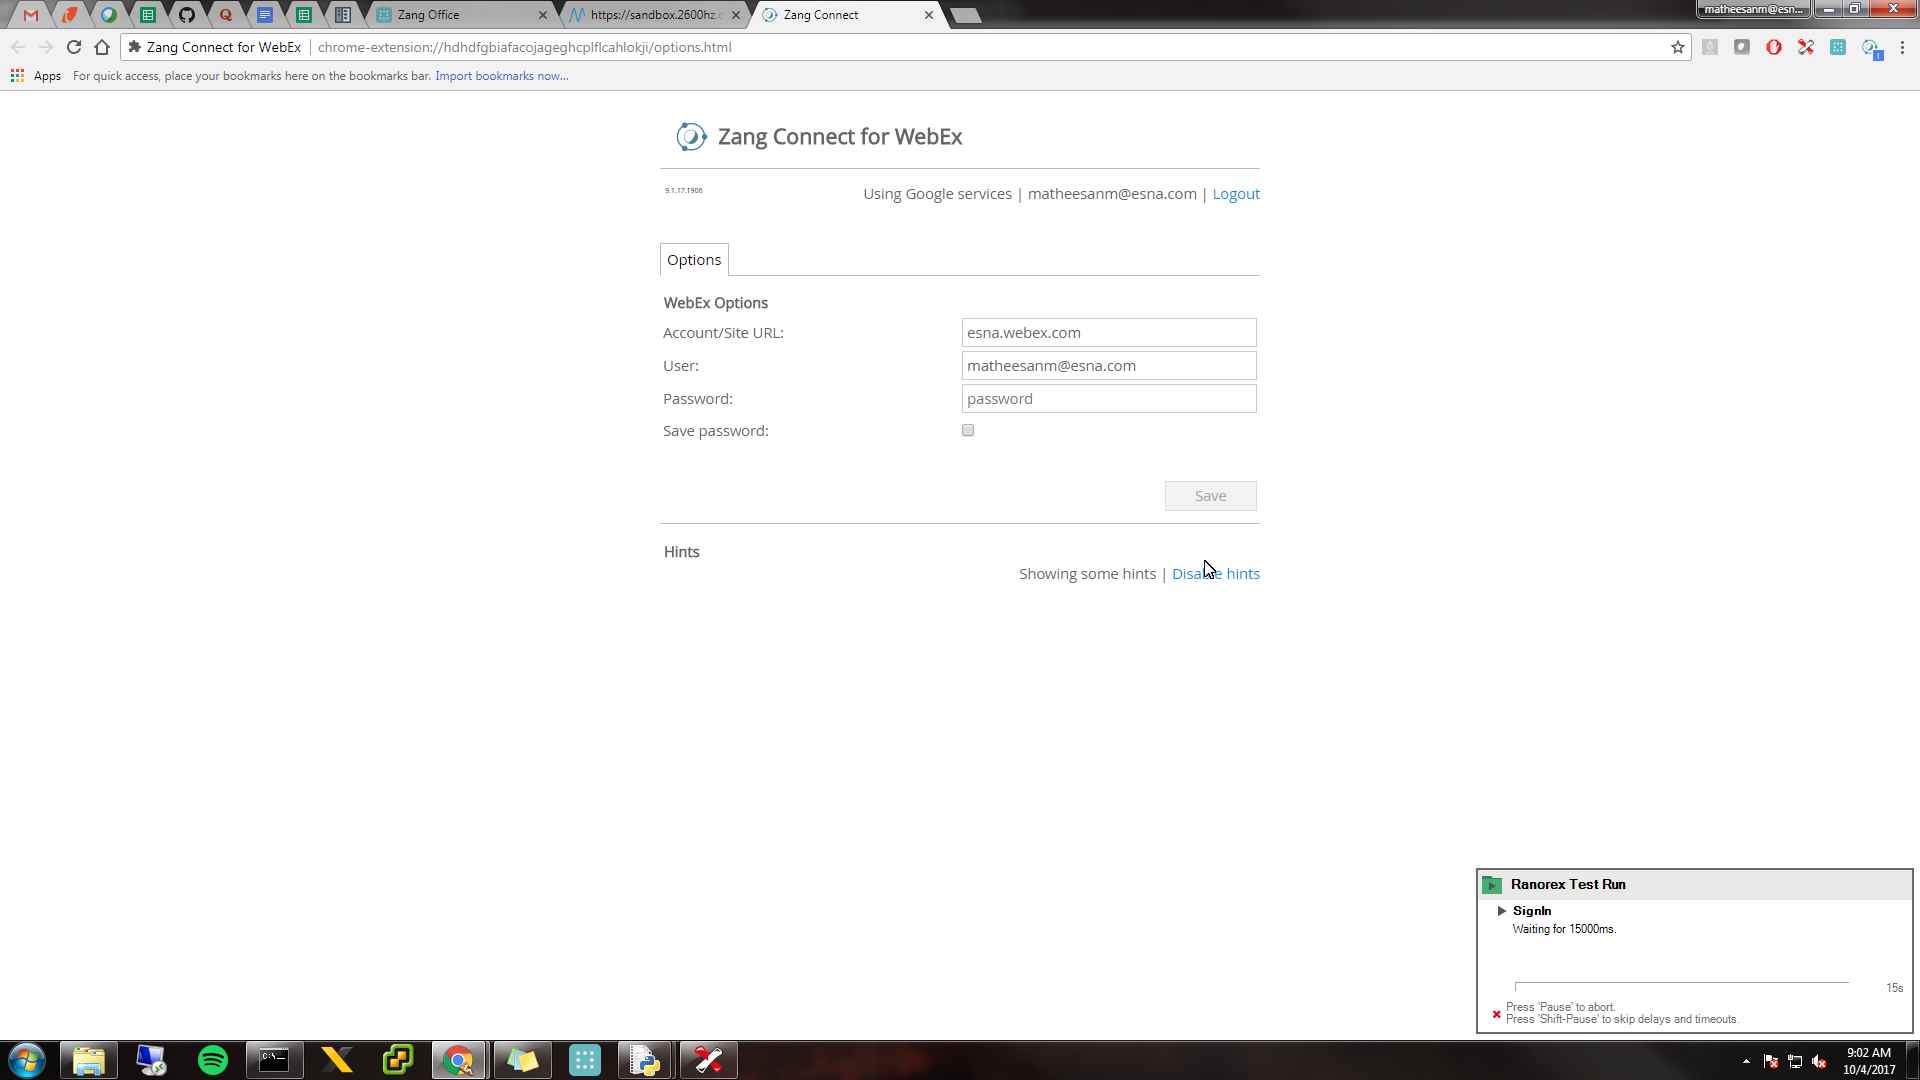 Zang Office
https://sandbox.2600hz.c
Zang Connect
matheesanm@esn...
Zang Connect for WebEx
chrome-extension://hdhdfgbiafacojageghcplflcahlokji/options.html
Apps
For quick access, place your bookmarks here on the bookmarks bar.
Import bookmarks now...
Zang Connect for WebEx
9.1.17.1906
Using Google services | matheesanm@esna.com | Logout
Options
WebEx Options
Account/Site URL:
esna.webex.com
User:
matheesanm@esna.com
Password:
password
Save password:
Save
Hints
Showing some hints | Disable hints
Ranorex Test Run
SignIn
Waiting for 15000ms.
15s
Press 'Pause' to abort.
Press 'Shift-Pause' to skip delays and timeouts.
9:02 AM
10/4/2017